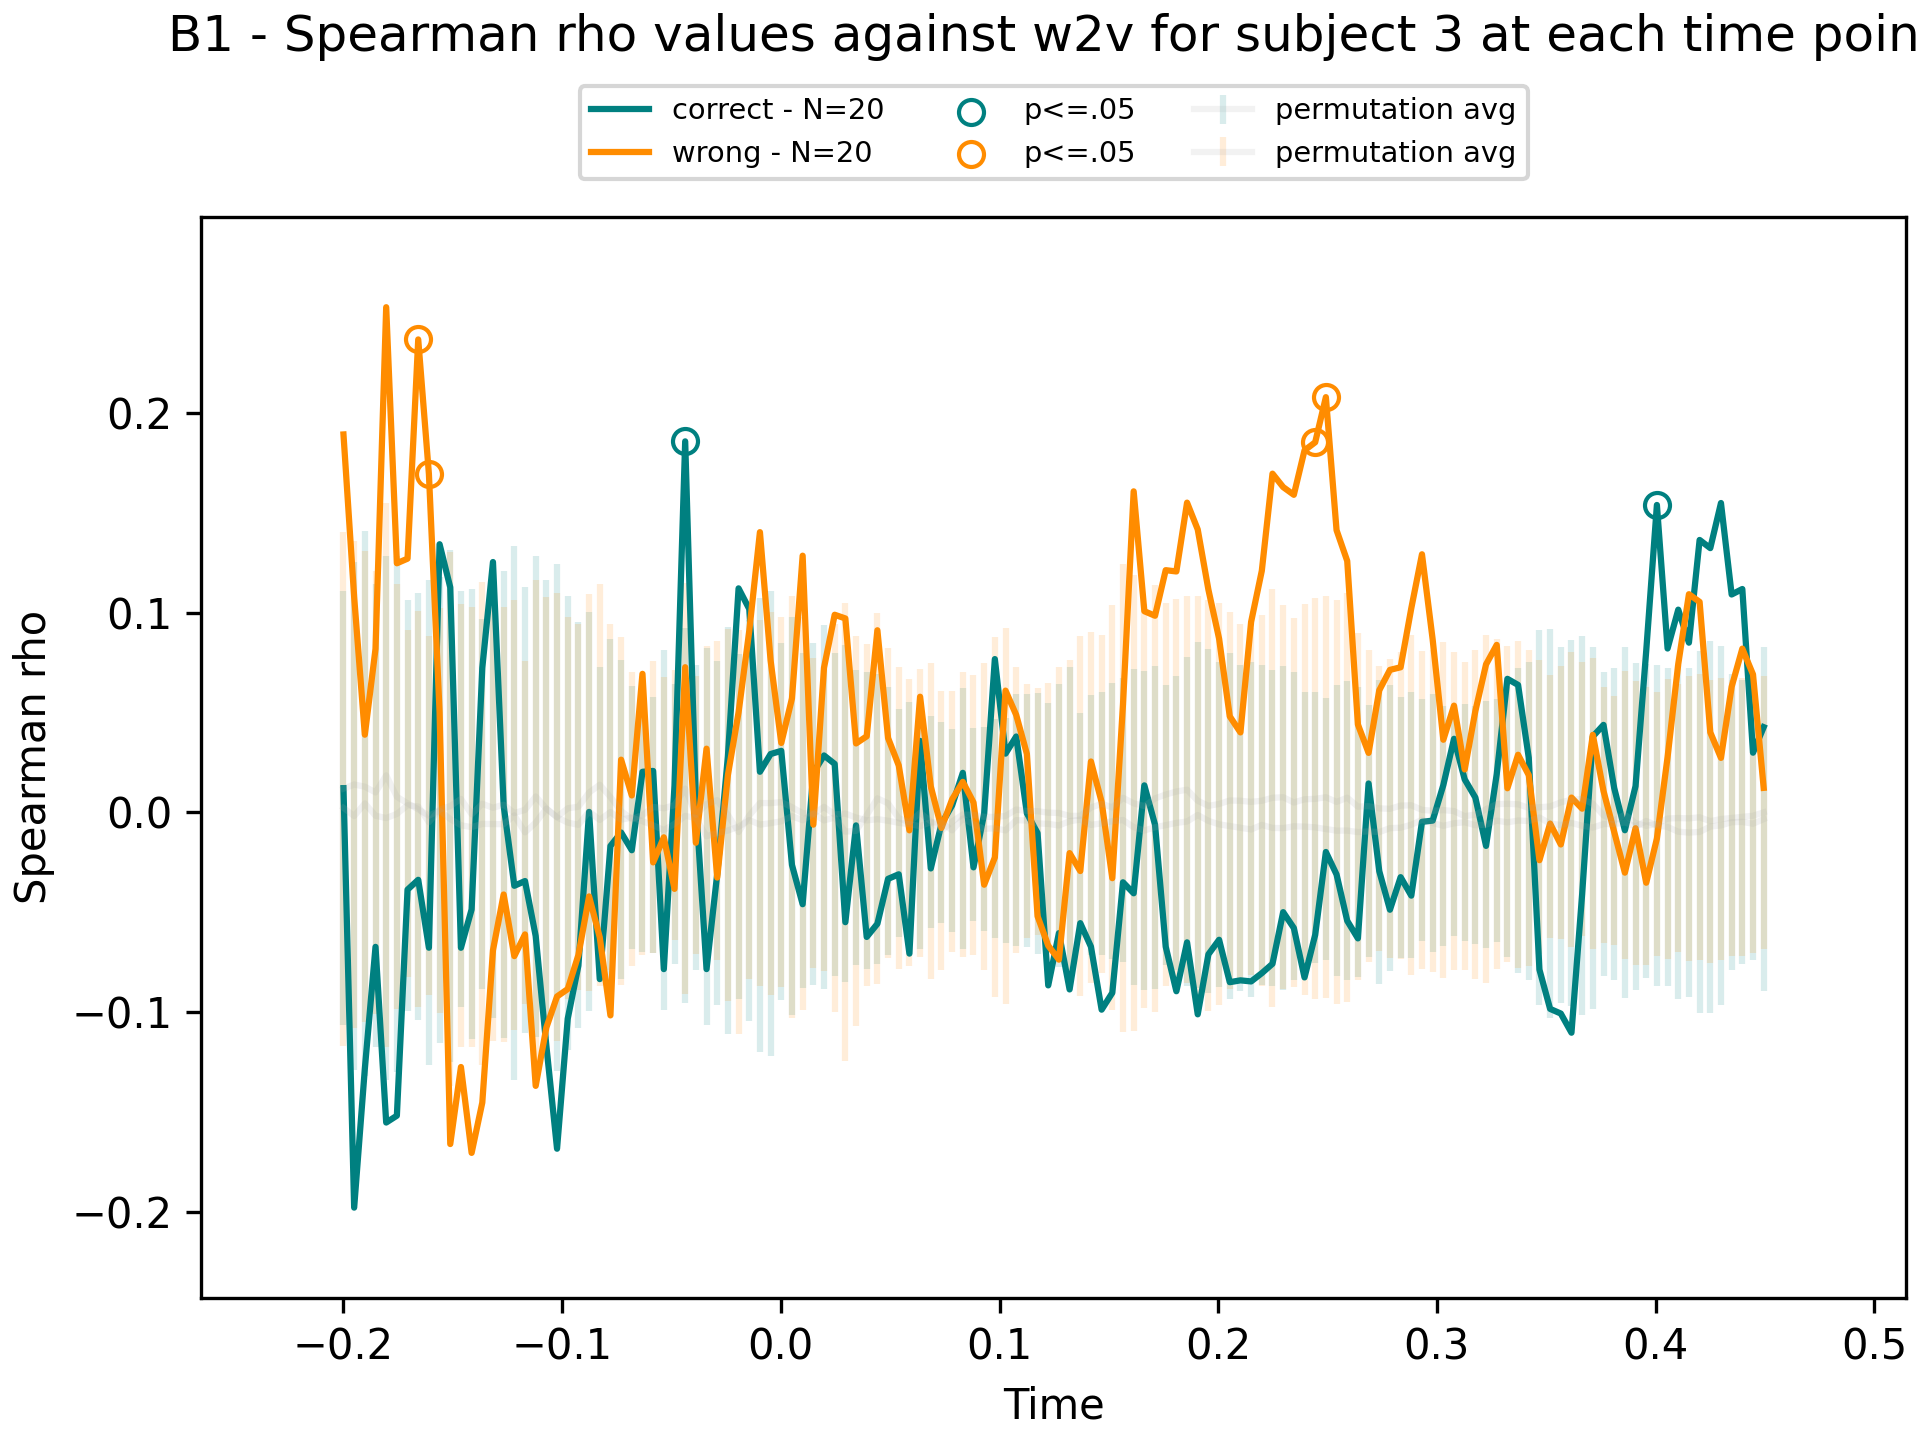 B1 - Spearman rho values against w2v for subject 3 at each time poin
correct - N=20
wrong - N=20
p<=.05
p<=.05
permutation avg
permutation avg
Spearman rho
0.2
0.1
0.0
−0.1
−0.2
−0.2
−0.1
0.0
0.1
0.2
0.3
0.4
0.5
Time